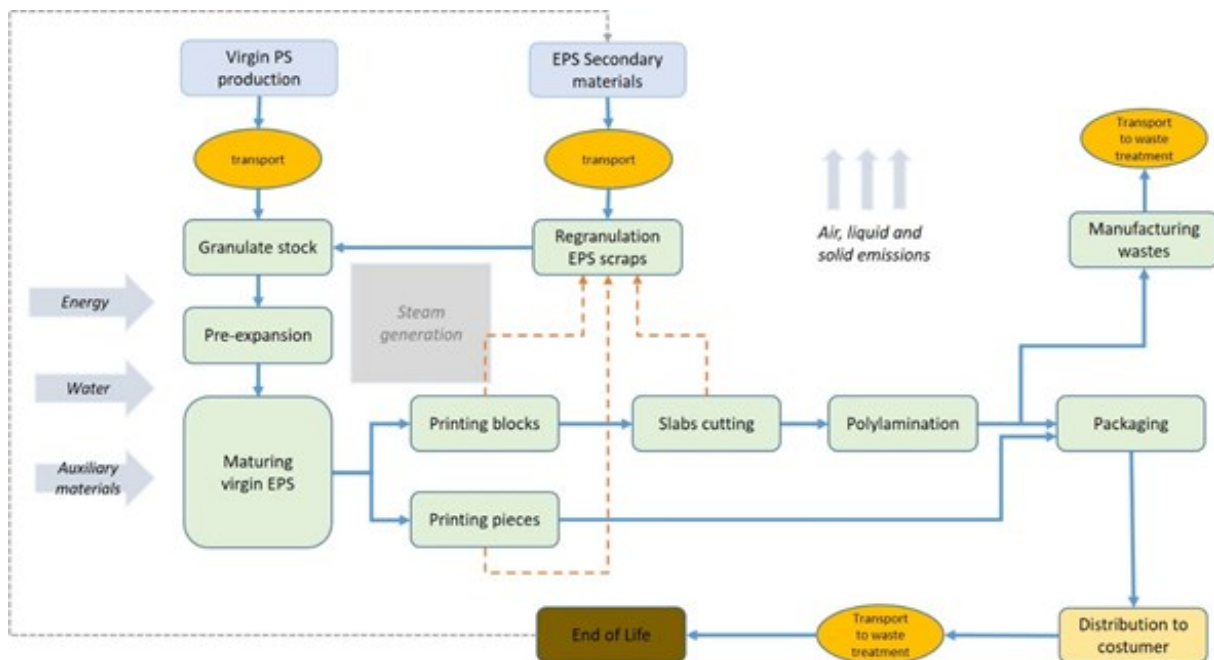 Virgin PS
production
EPS Secondary
materials
transport
transport
Transport
to waste
treatment
Granulate stock
Regranulation
EPS scraps
Air, liquid and
solid emissions
Manufacturing
wastes
Energy
Steam
generation
Pre-expansion
Water
Printing blocks
Slabs cutting
Polylamination
Packaging
Auxiliary
materials
Maturing
virgin EPS
Printing pieces
End of Life
Transport
to waste
treatment
Distribution to
costumer